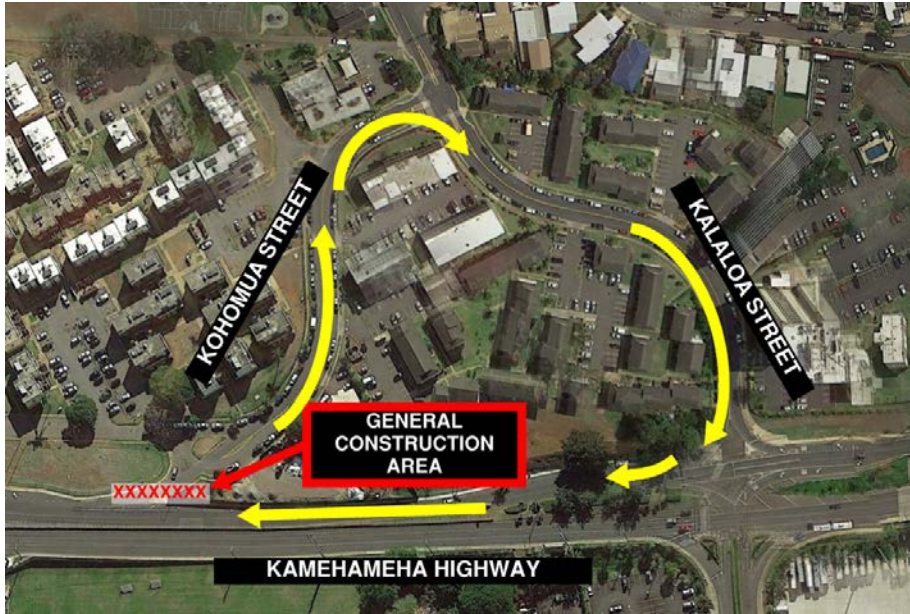 KOHOMUA STREET
KALALOA STREET
GENERAL
CONSTRUCTION
AREA
XXXXXXXX
KAMEHAMEHA HIGHWAY